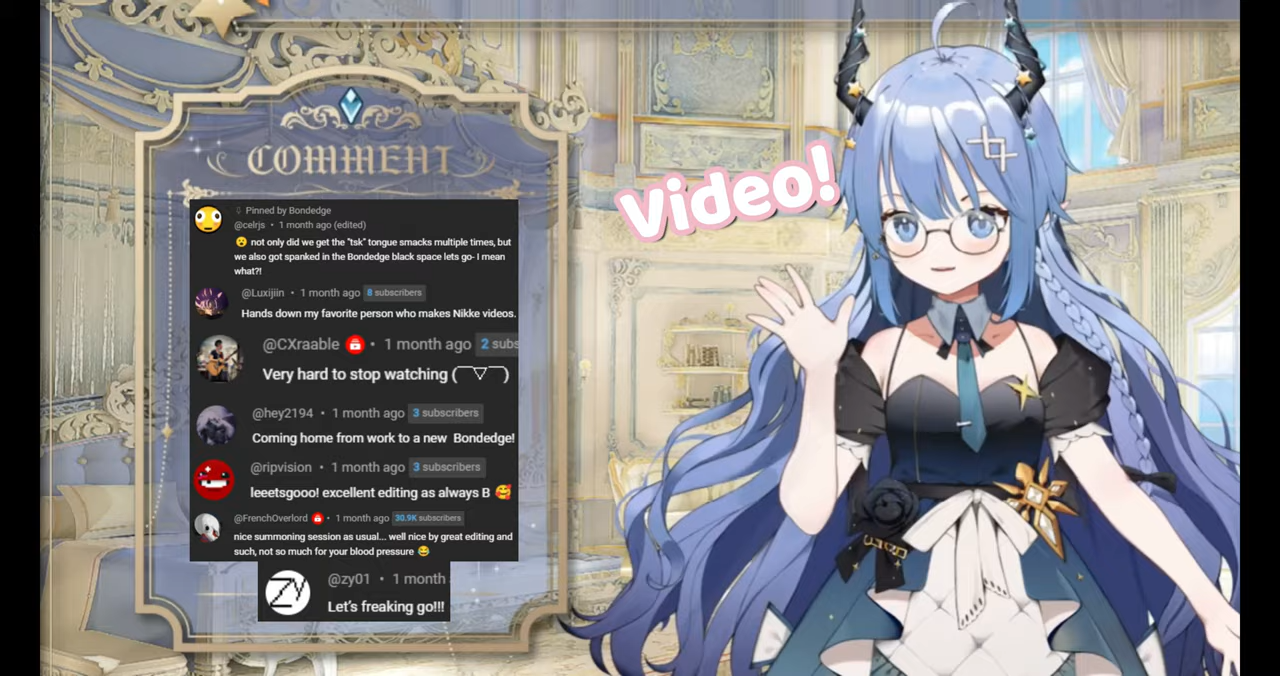 COMMENT
Video!
Pinned by Bondedge
@celrjs • 1 month ago (edited)
😮 not only did we get the "tsk" tongue smacks multiple times, but
we also got spanked in the Bondedge black space lets go- I mean
what?!
@Luxijiin • 1 month ago 8 subscribers
Hands down my favorite person who makes Nikke videos.
@CXraable • 1 month ago 2 subs
Very hard to stop watching (￣▽￣)
@hey2194 • 1 month ago 3 subscribers
Coming home from work to a new Bondedge!
@ripvision • 1 month ago 3 subscribers
leeetsgooo! excellent editing as always B 🥰
@FrenchOverlord • 1 month ago 30.9K subscribers
nice summoning session as usual... well nice by great editing and
such, not so much for your blood pressure 😂
ZY
@zy01 • 1 month
Let's freaking go!!!